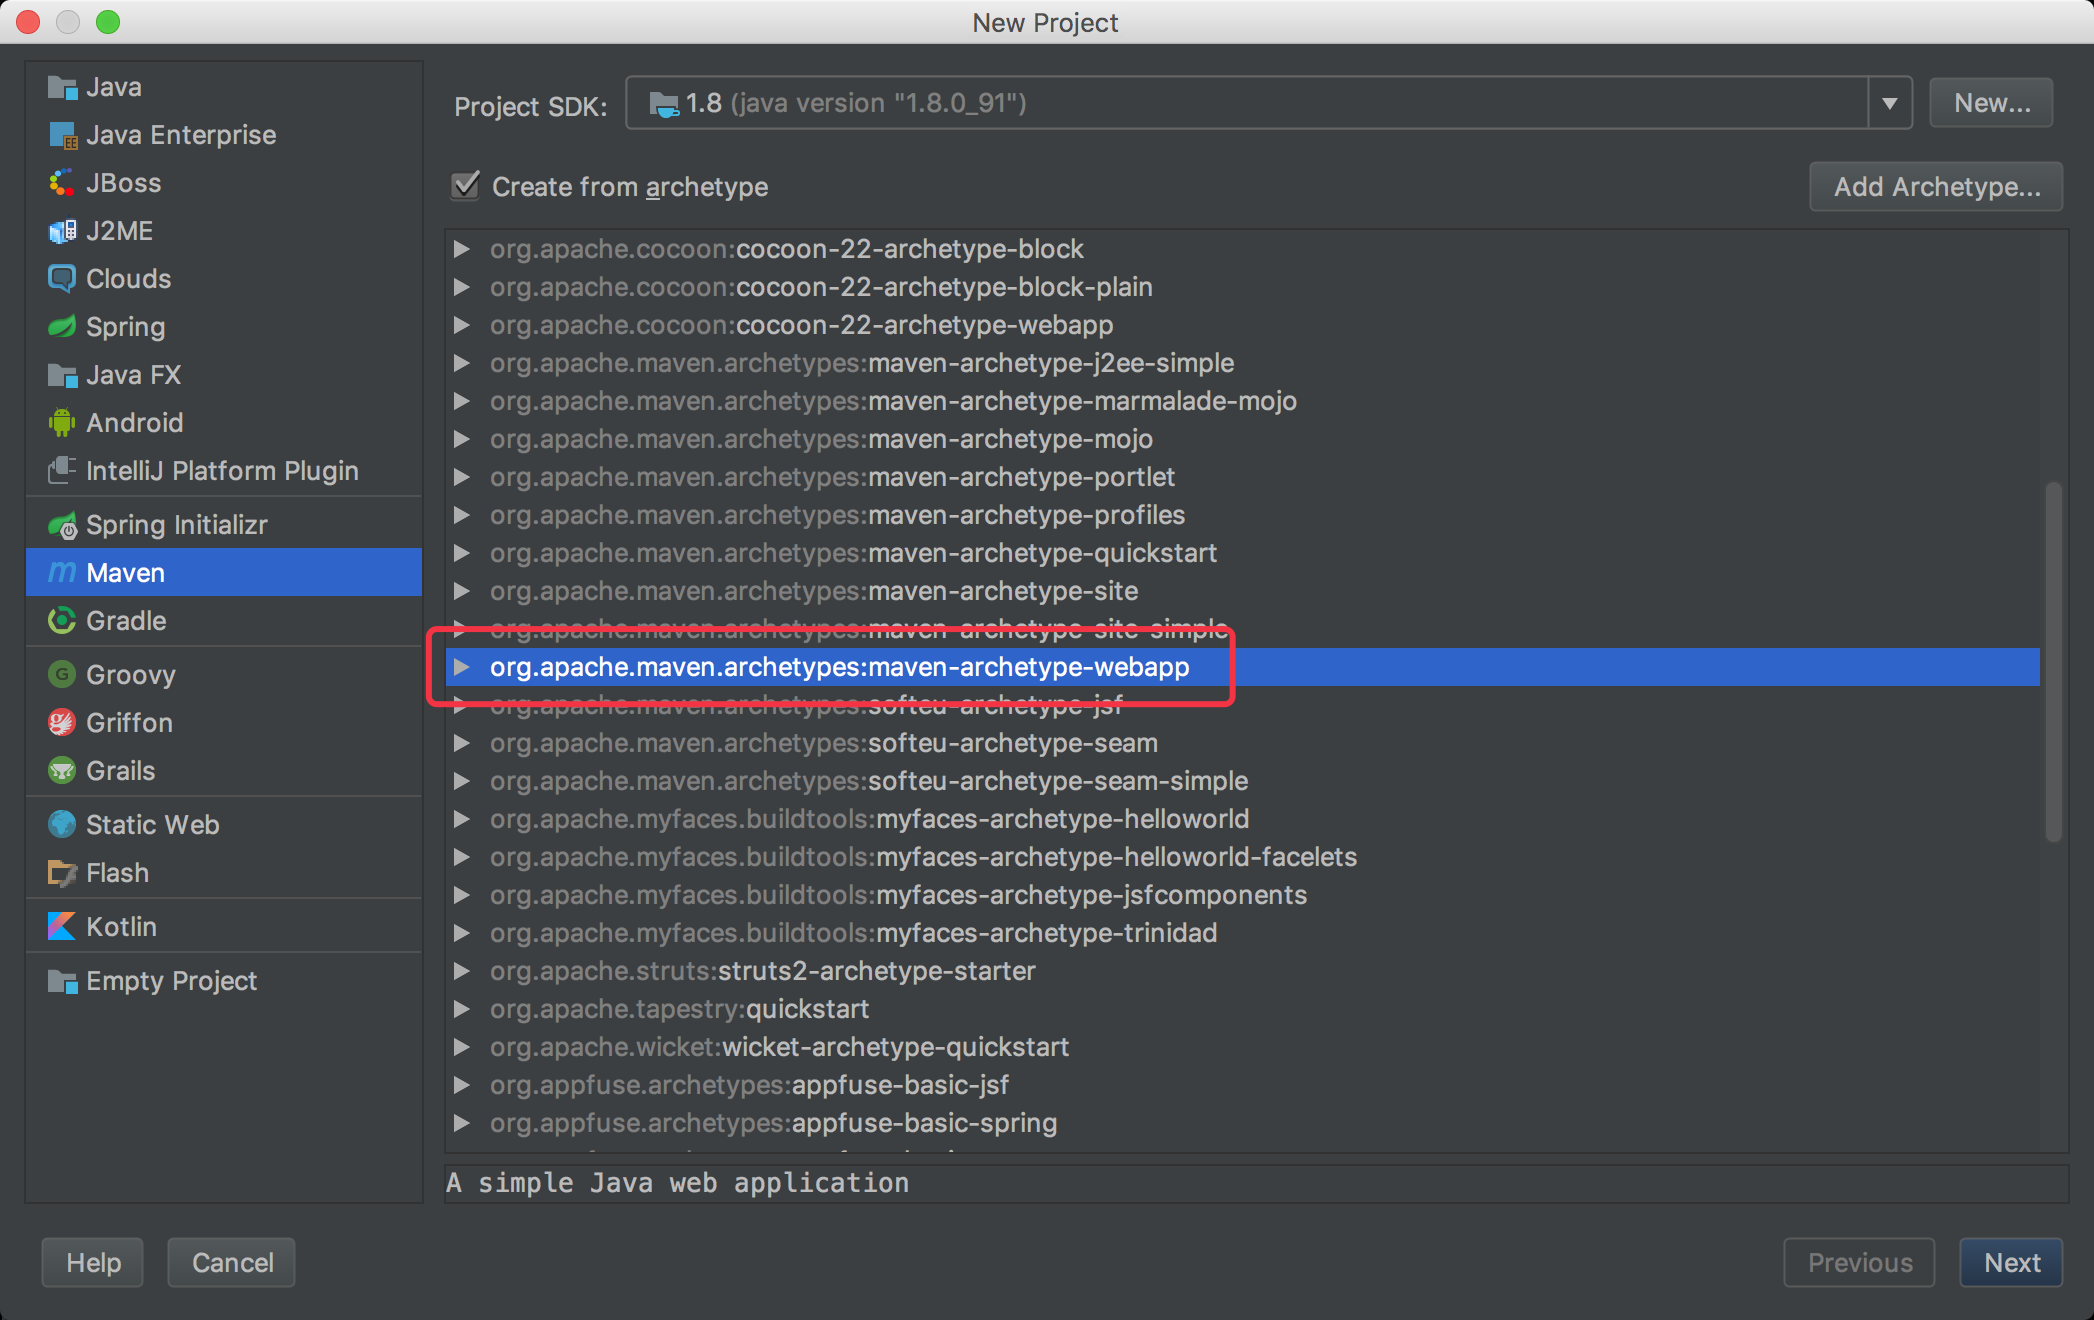 New Project
Java
Java Enterprise
JBoss
J2ME
Clouds
Spring
Java FX
Android
IntelliJ Platform Plugin
Spring Initializr
Maven
Gradle
Groovy
Griffon
Grails
Static Web
Flash
Kotlin
Empty Project
Project SDK: 1.8 (java version "1.8.0_91") New...
Create from archetype Add Archetype...
org.apache.cocoon:cocoon-22-archetype-block
org.apache.cocoon:cocoon-22-archetype-block-plain
org.apache.cocoon:cocoon-22-archetype-webapp
org.apache.maven.archetypes:maven-archetype-j2ee-simple
org.apache.maven.archetypes:maven-archetype-marmalade-mojo
org.apache.maven.archetypes:maven-archetype-mojo
org.apache.maven.archetypes:maven-archetype-portlet
org.apache.maven.archetypes:maven-archetype-profiles
org.apache.maven.archetypes:maven-archetype-quickstart
org.apache.maven.archetypes:maven-archetype-site
org.apache.maven.archetypes:maven-archetype-site-simple
org.apache.maven.archetypes:maven-archetype-webapp
org.apache.maven.archetypes:softeu-archetype-jsf
org.apache.maven.archetypes:softeu-archetype-seam
org.apache.maven.archetypes:softeu-archetype-seam-simple
org.apache.myfaces.buildtools:myfaces-archetype-helloworld
org.apache.myfaces.buildtools:myfaces-archetype-helloworld-facelets
org.apache.myfaces.buildtools:myfaces-archetype-jsfcomponents
org.apache.myfaces.buildtools:myfaces-archetype-trinidad
org.apache.struts:struts2-archetype-starter
org.apache.tapestry:quickstart
org.apache.wicket:wicket-archetype-quickstart
org.appfuse.archetypes:appfuse-basic-jsf
org.appfuse.archetypes:appfuse-basic-spring
A simple Java web application
Help Cancel Previous Next